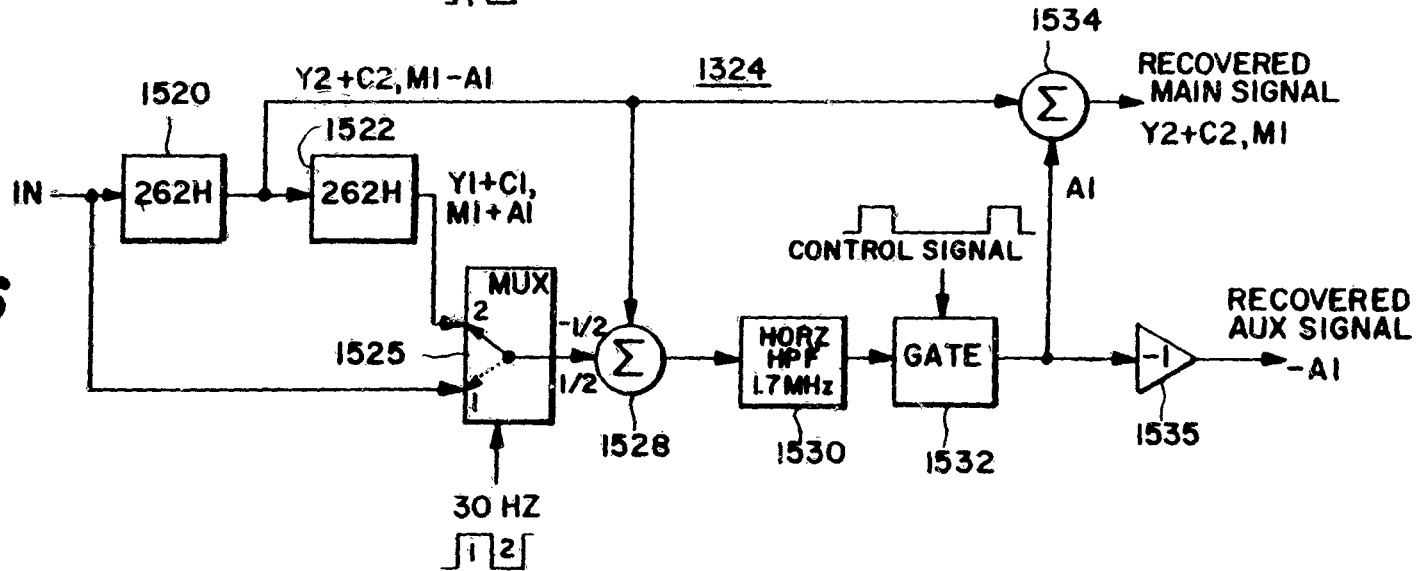 1534
RECOVERED
MAIN SIGNAL
Y2+C2, M1
1520
Y2+C2, M1-A1
1324
1522
IN
262H
262H
Y1+C1,
M1+A1
A1
CONTROL SIGNAL
MUX
2
1
1525
-1/2
1/2
Σ
Σ
1528
HORZ
HPF
1.7MHz
1530
GATE
1532
-1
1535
RECOVERED
AUX SIGNAL
-A1
30 HZ
1 2